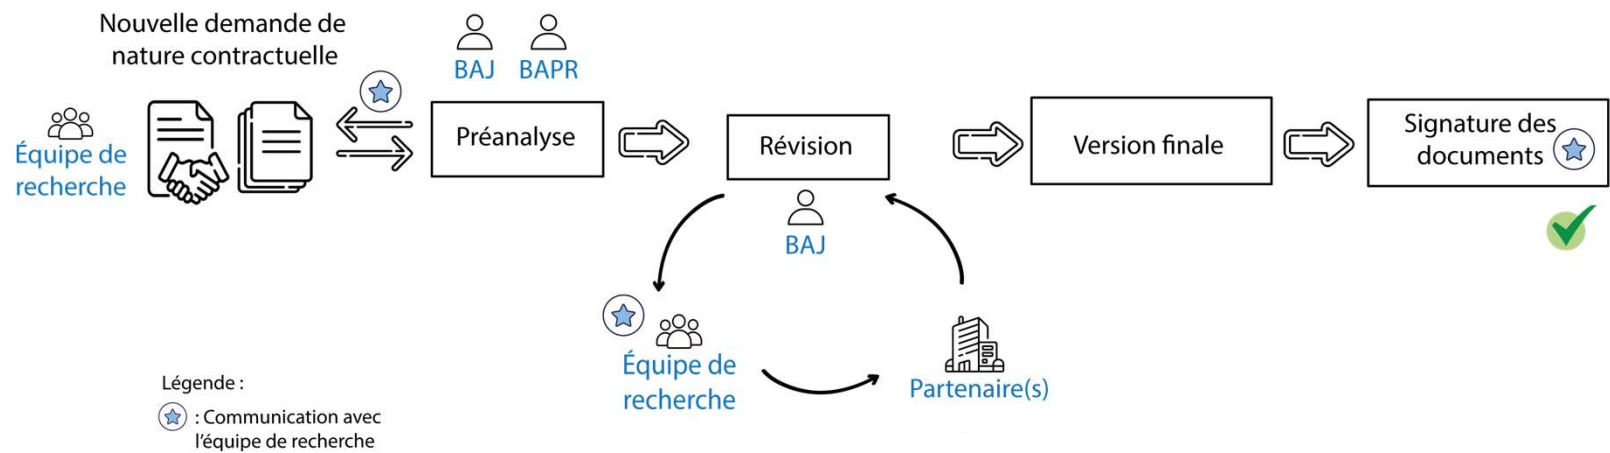 Nouvelle demande de
nature contractuelle
Équipe de
recherche
BAJ
BAPR
Préanalyse
Révision
BAJ
Équipe de
recherche
Partenaire(s)
Version finale
Signature des
documents
Légende :
: Communication avec
l'équipe de recherche